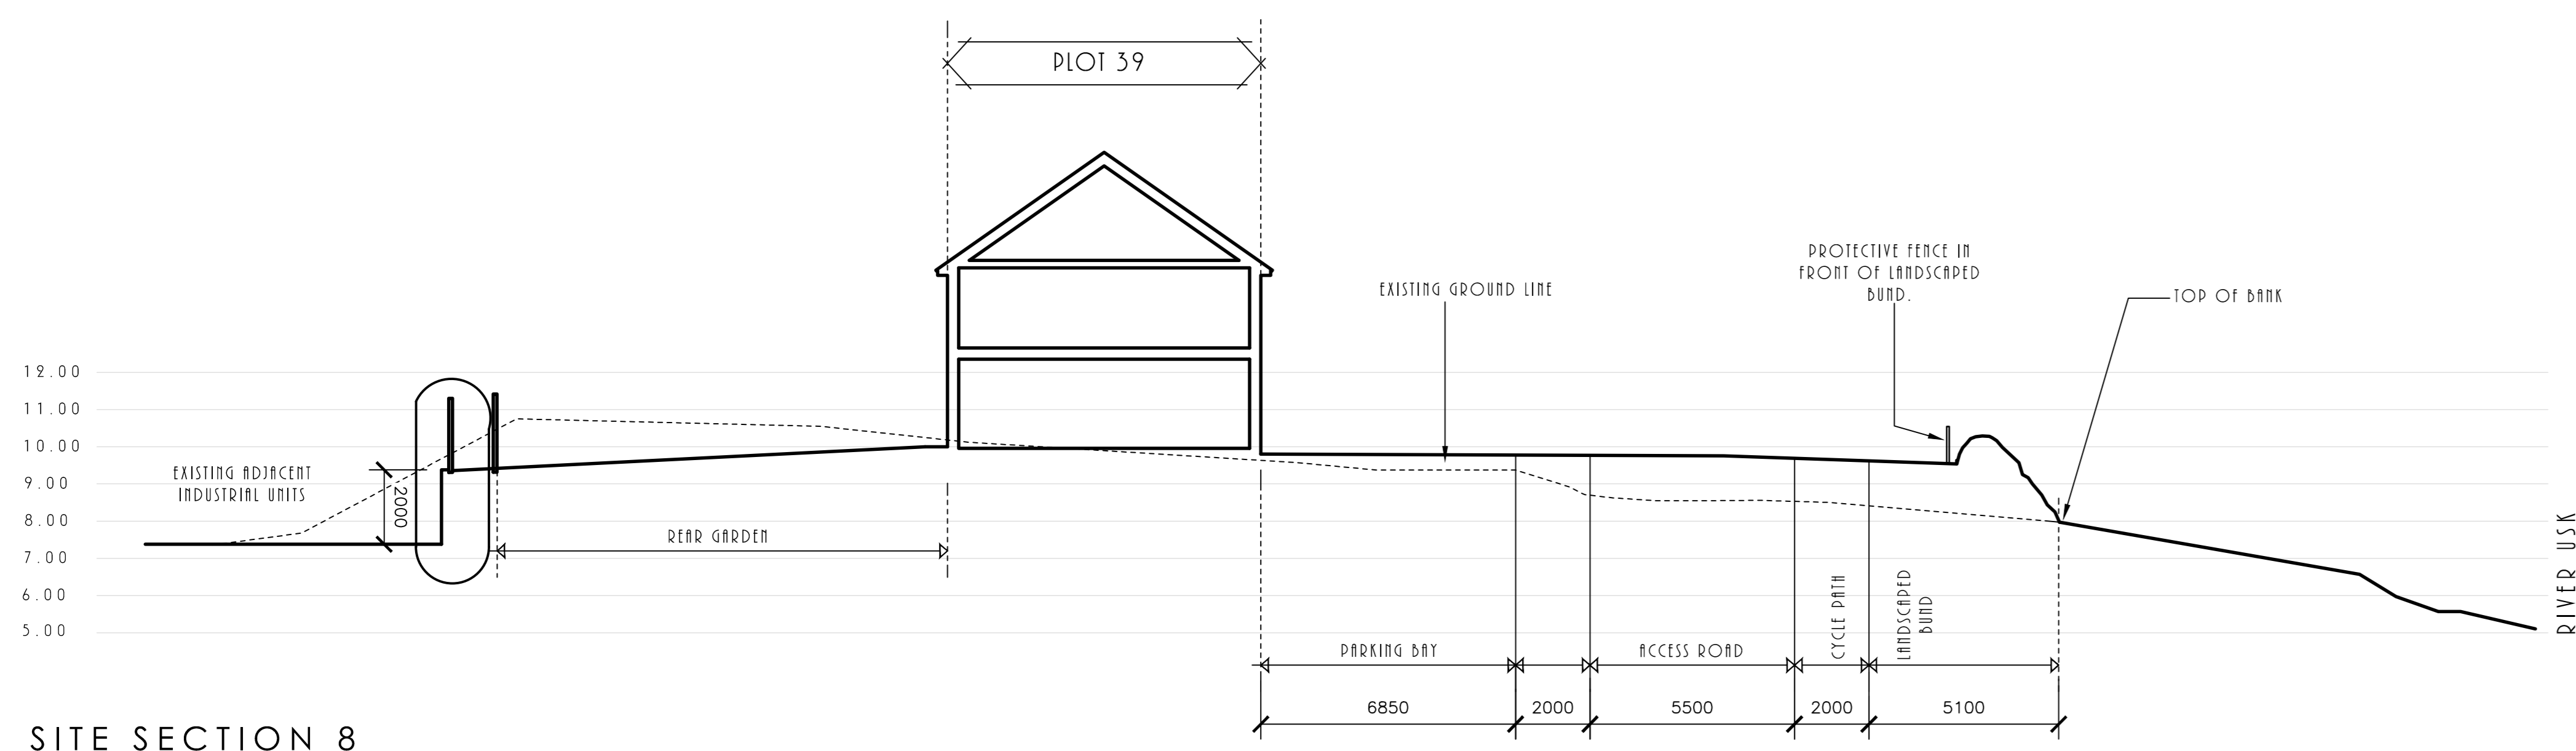 PLOT 39
PROTECTIVE FENCE IN
FRONT OF LANDSCAPED
BUND.
EXISTING GROUND LINE
TOP OF BANK
12.00
11.00
10.00
9.00
8.00
7.00
6.00
5.00
EXISTING ADJACENT
INDUSTRIAL UNITS
2000
REAR GARDEN
PARKING BAY
ACCESS ROAD
CYCLE PATH
LANDSCAPED
BUND
RIVER USK
6850
2000
5500
2000
5100
SITE SECTION 8